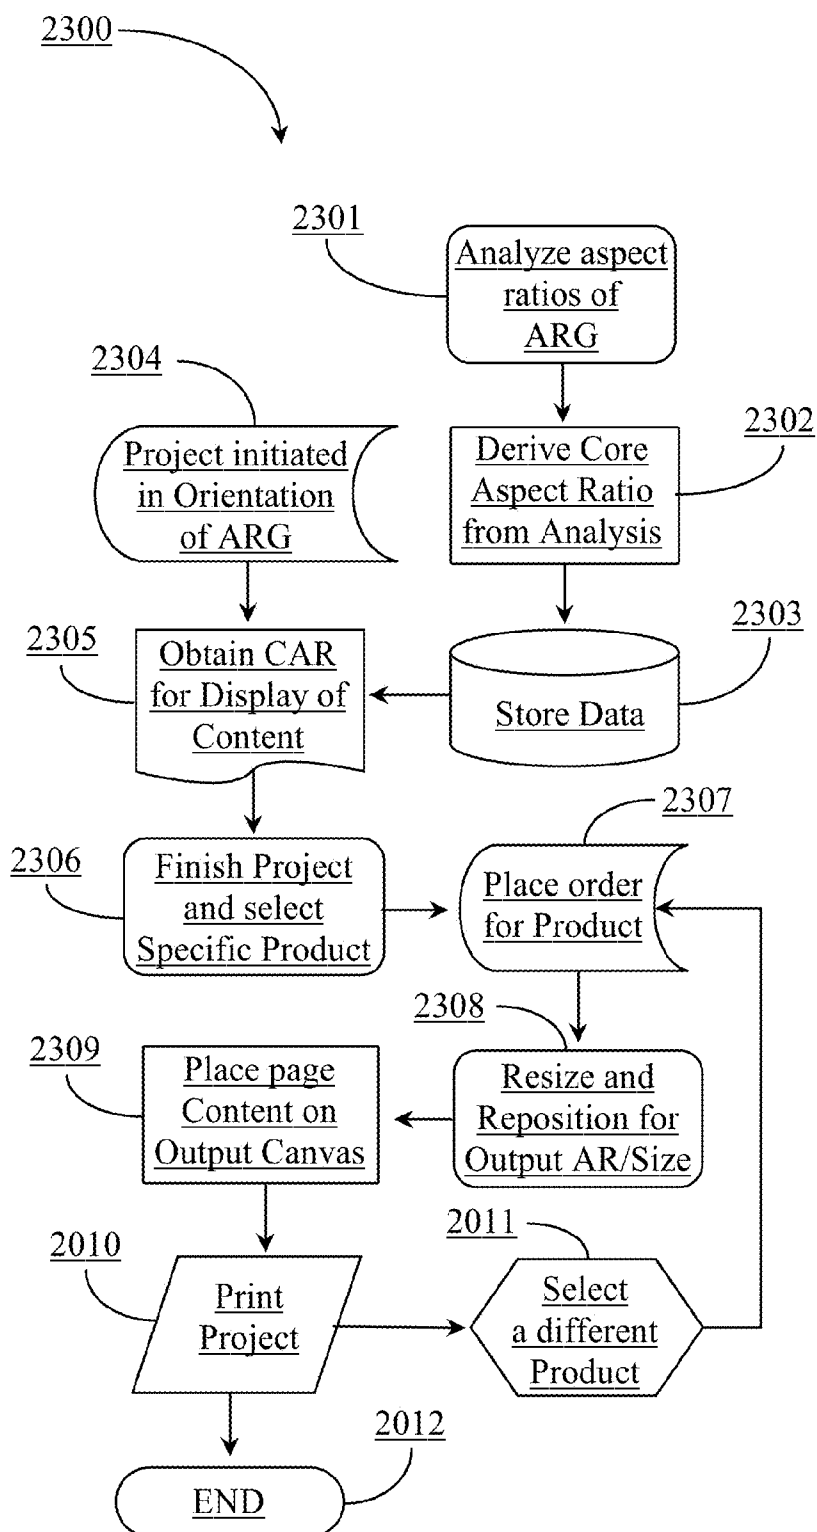 2300
2301
Analyze aspect
ratios of
ARG
2304
Project initiated
in Orientation
of ARG
2302
Derive Core
Aspect Ratio
from Analysis
2305
Obtain CAR
for Display of
Content
2303
Store Data
2306
Finish Project
and select
Specific Product
2307
Place order
for Product
2308
Resize and
Reposition for
Output AR/Size
2309
Place page
Content on
Output Canvas
2010
Print
Project
2011
Select
a different
Product
2012
END